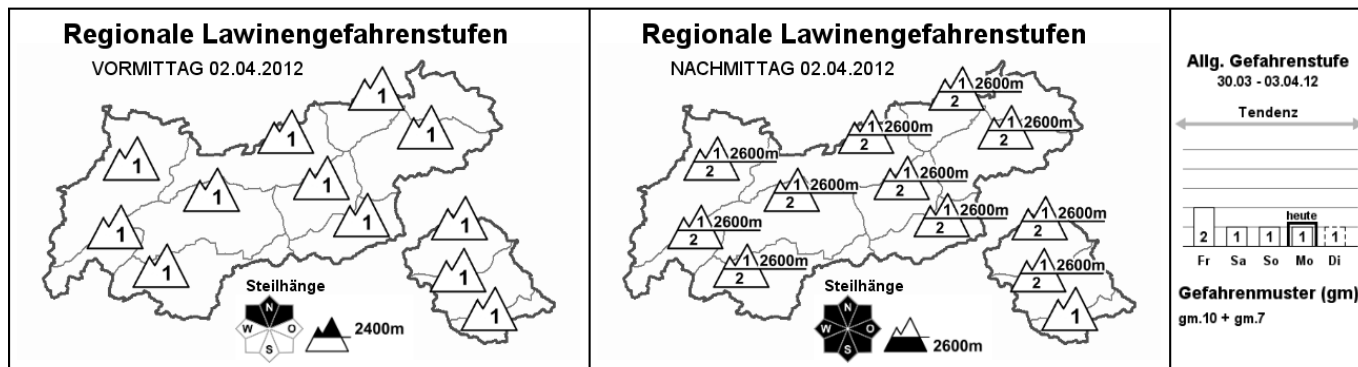 Regionale Lawinengefahrenstufen
VORMITTAG 02.04.2012
1
1
1
1
1
1
1
1
1
1
1
1
Steilhänge
N
W O
S
2400m
Regionale Lawinengefahrenstufen
NACHMITTAG 02.04.2012
1 2600m
2
1 2600m
2
1 2600m
2
1 2600m
2
1 2600m
2
1 2600m
2
1 2600m
2
1 2600m
2
1 2600m
2
1 2600m
2
1 2600m
2
1
Steilhänge
N
W O
S
2600m
Allg. Gefahrenstufe
30.03 - 03.04.12
Tendenz
heute
2 1 1 1 1
Fr Sa So Mo Di
Gefahrenmuster (gm)
gm.10 + gm.7